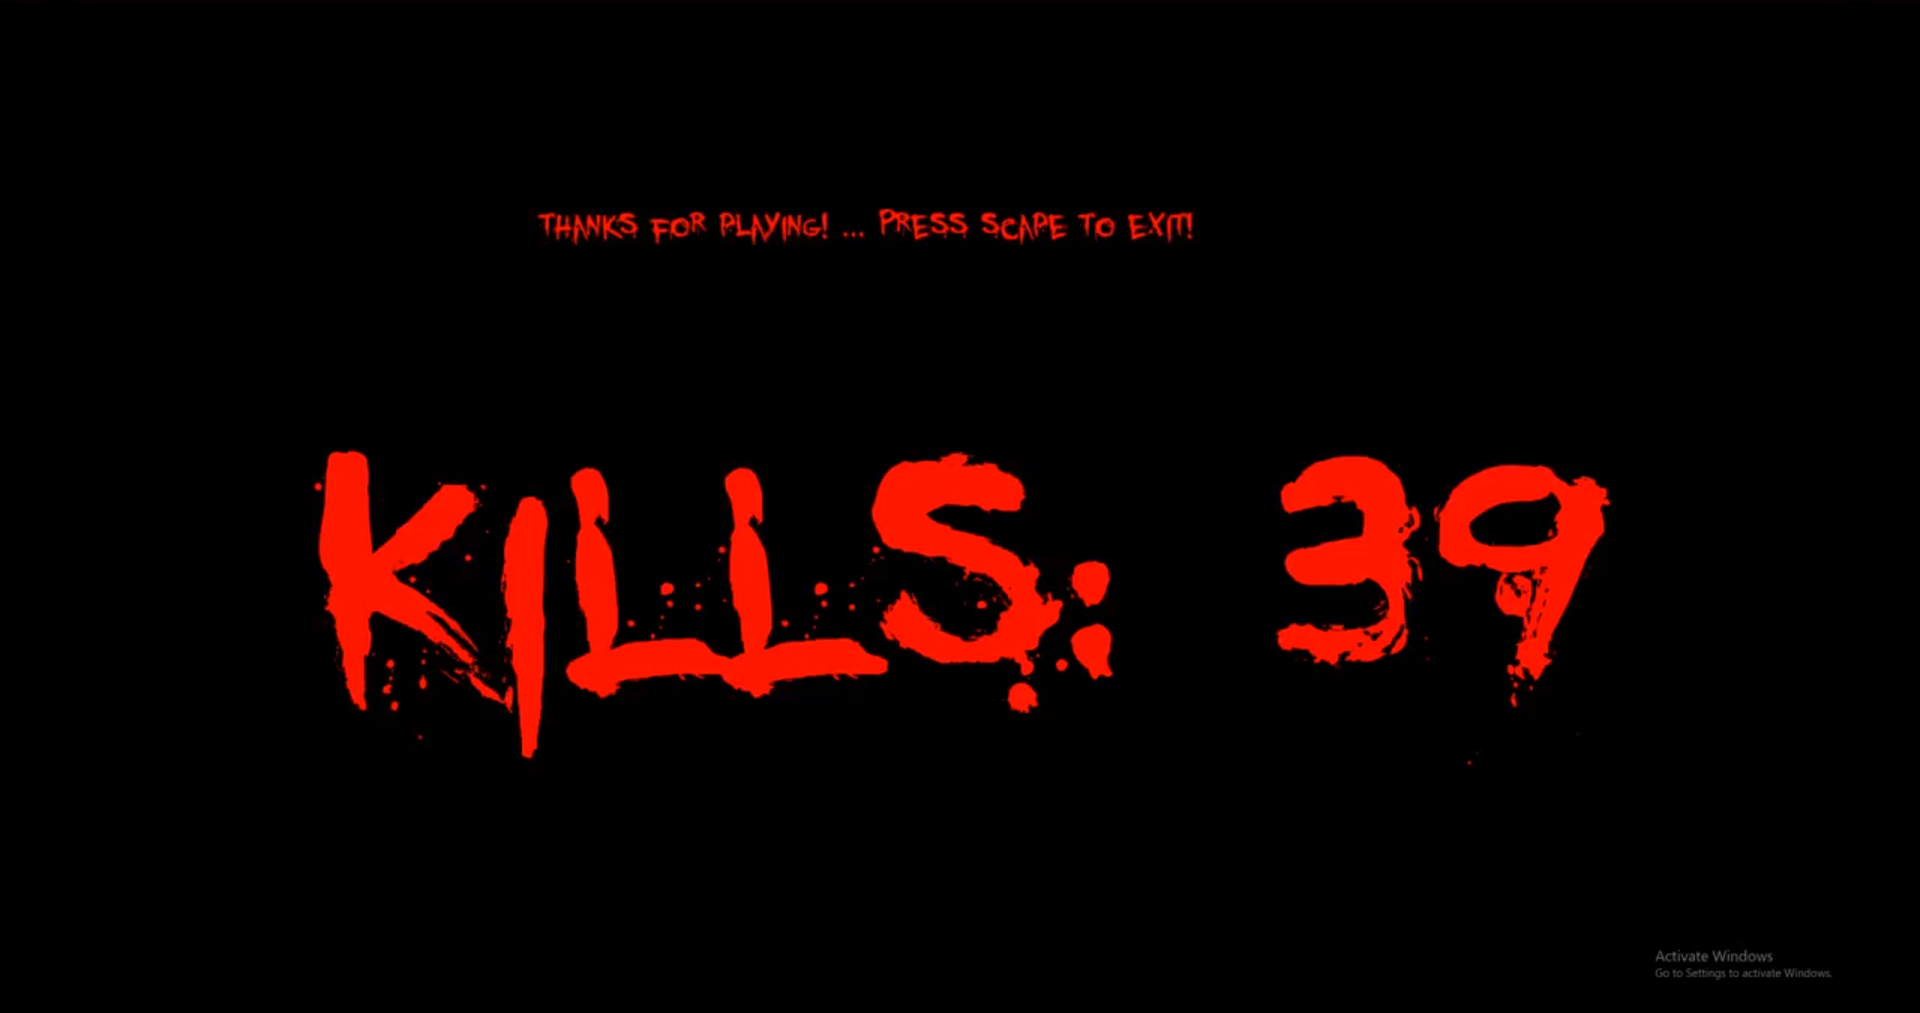 THANKS FOR PLAYING! ... PRESS SCAPE TO EXIT!
KILLS: 39
Activate Windows
Go to Settings to activate Windows.